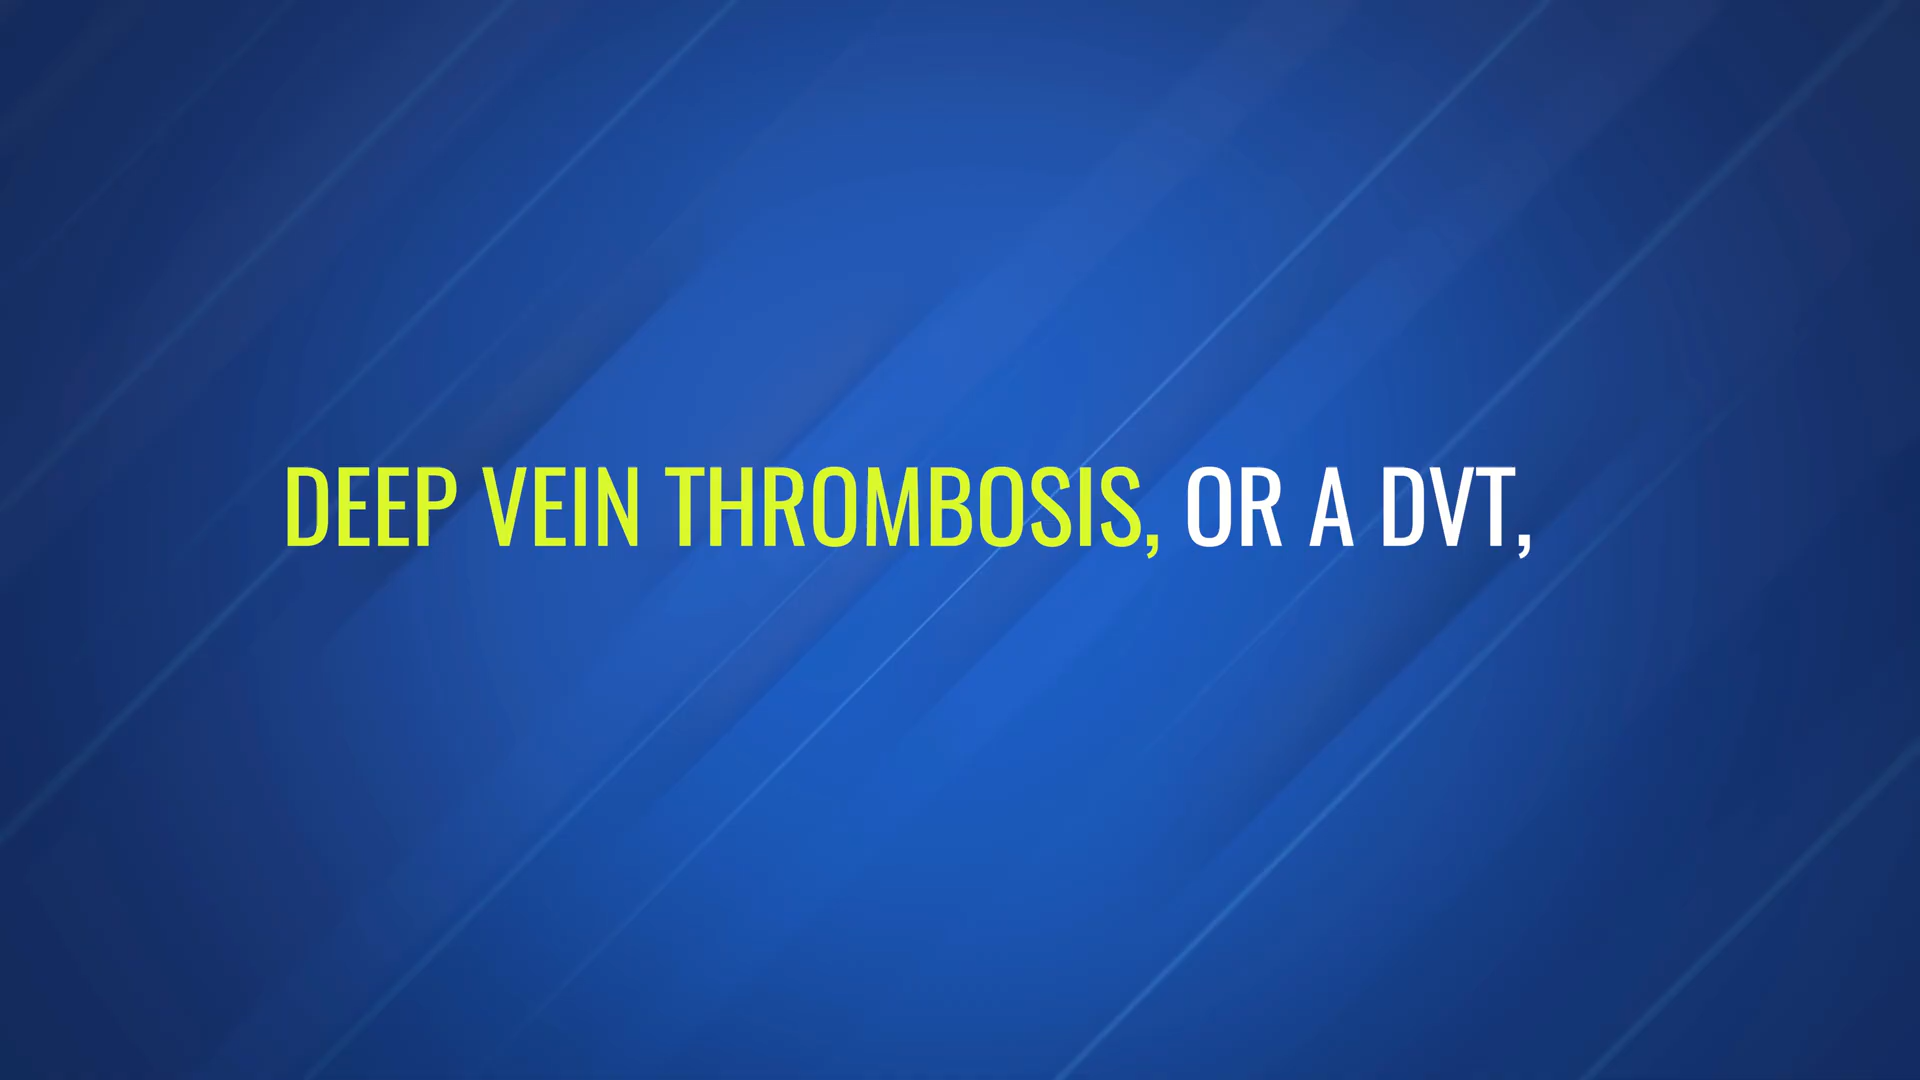 DEEP VEIN THROMBOSIS, OR A DVT,